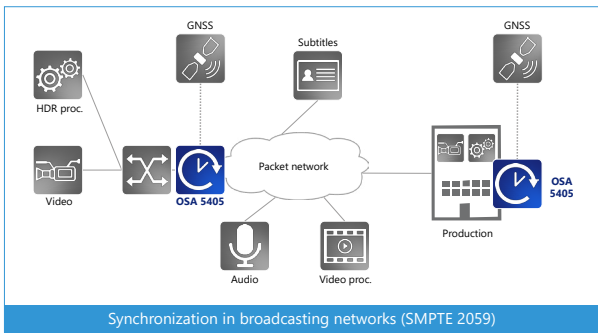 GNSS
GNSS
Subtitles
HDR proc.
Packet network
Video
OSA 5405
OSA
5405
Production
Audio
Video proc.
Synchronization in broadcasting networks (SMPTE 2059)